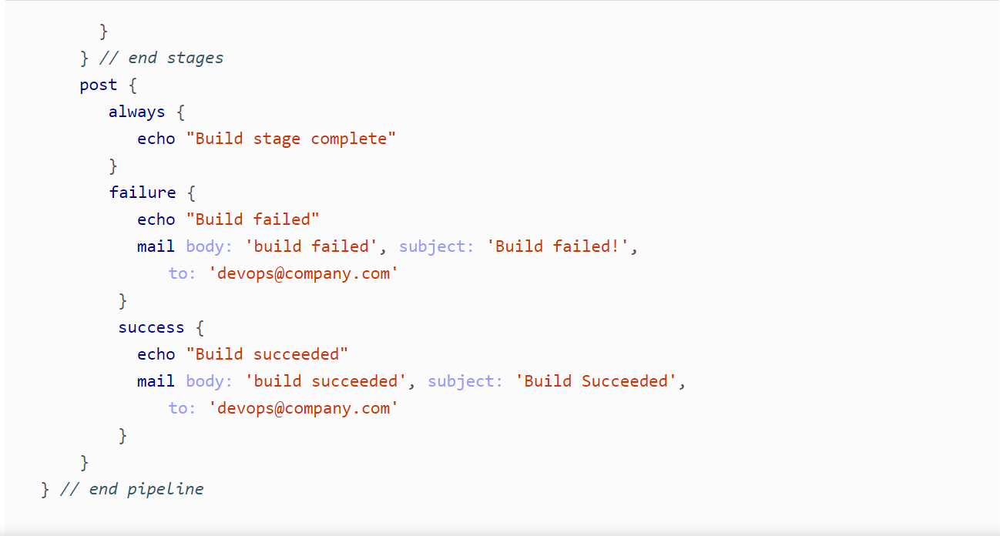 }
} // end stages
post {
always {
echo "Build stage complete"
}
failure {
echo "Build failed"
mail body: 'build failed', subject: 'Build failed!',
to: 'devops@company.com'
}
success {
echo "Build succeeded"
mail body: 'build succeeded', subject: 'Build Succeeded',
to: 'devops@company.com'
}
}
} // end pipeline